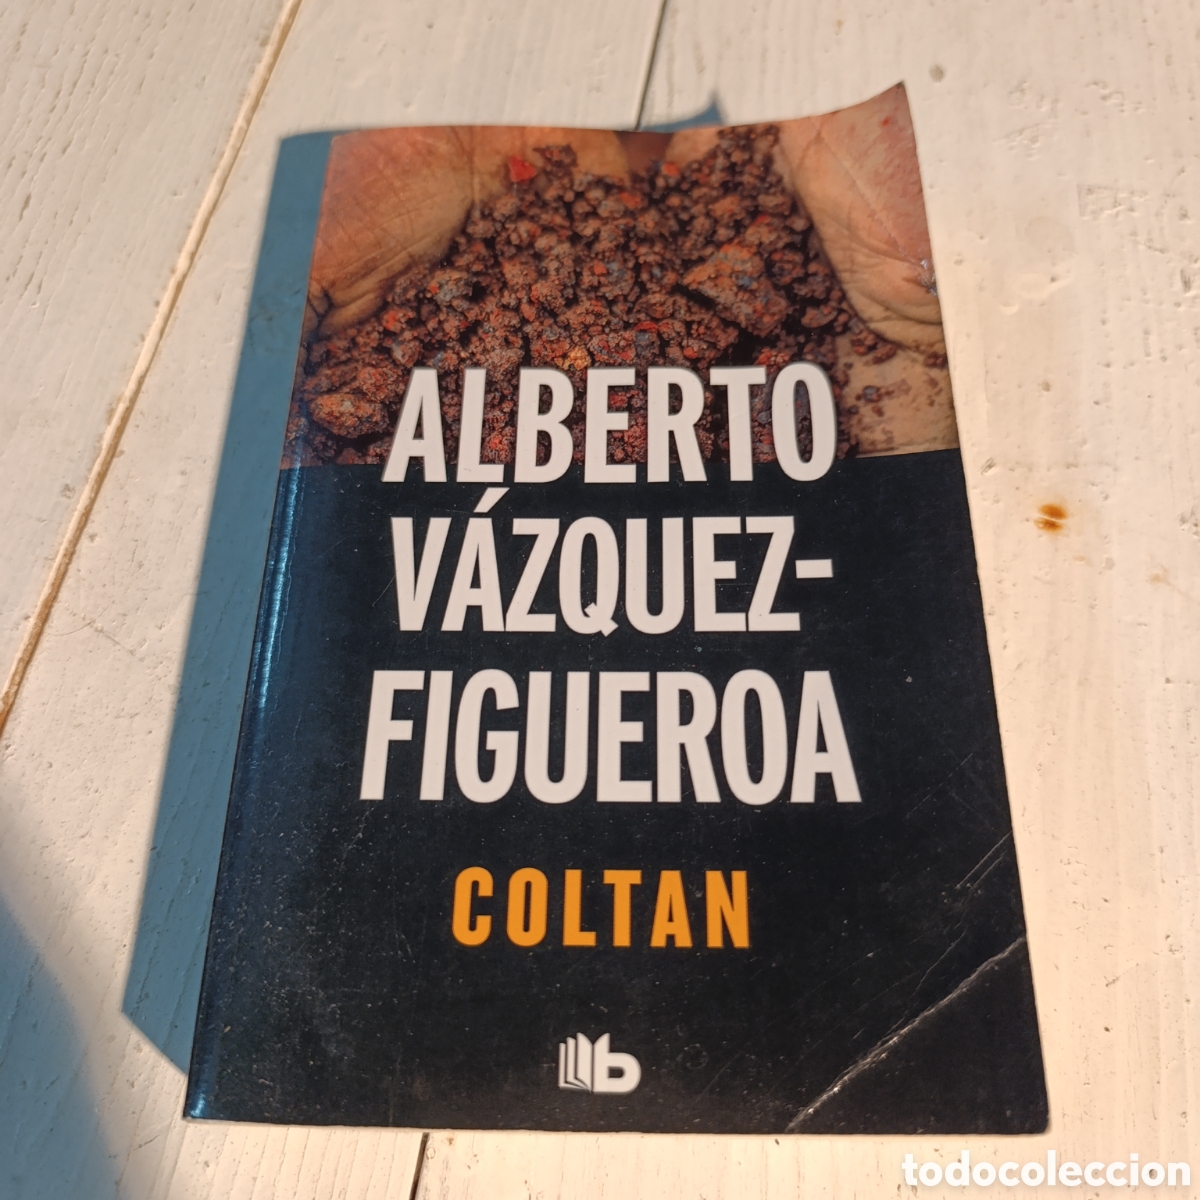 ALBERTO
VÁZQUEZ-
FIGUEROA
COLTAN
b
todocoleccion